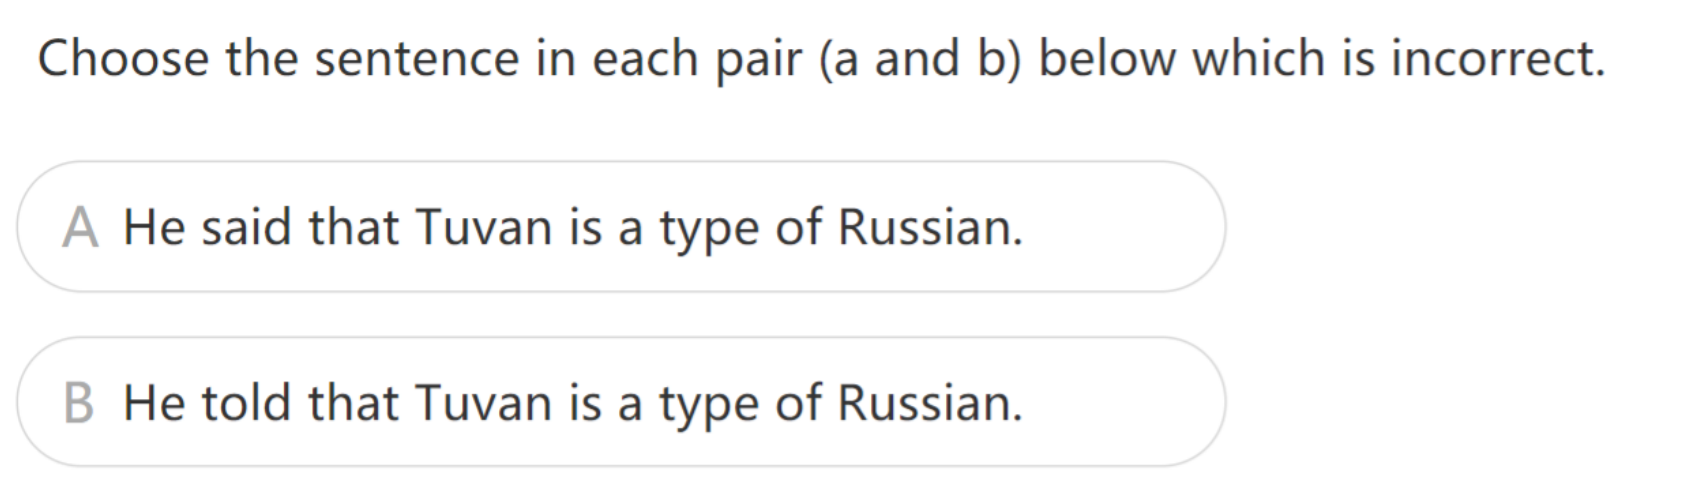 Choose the sentence in each pair (a and b) below which is incorrect.
A He said that Tuvan is a type of Russian.
B He told that Tuvan is a type of Russian.